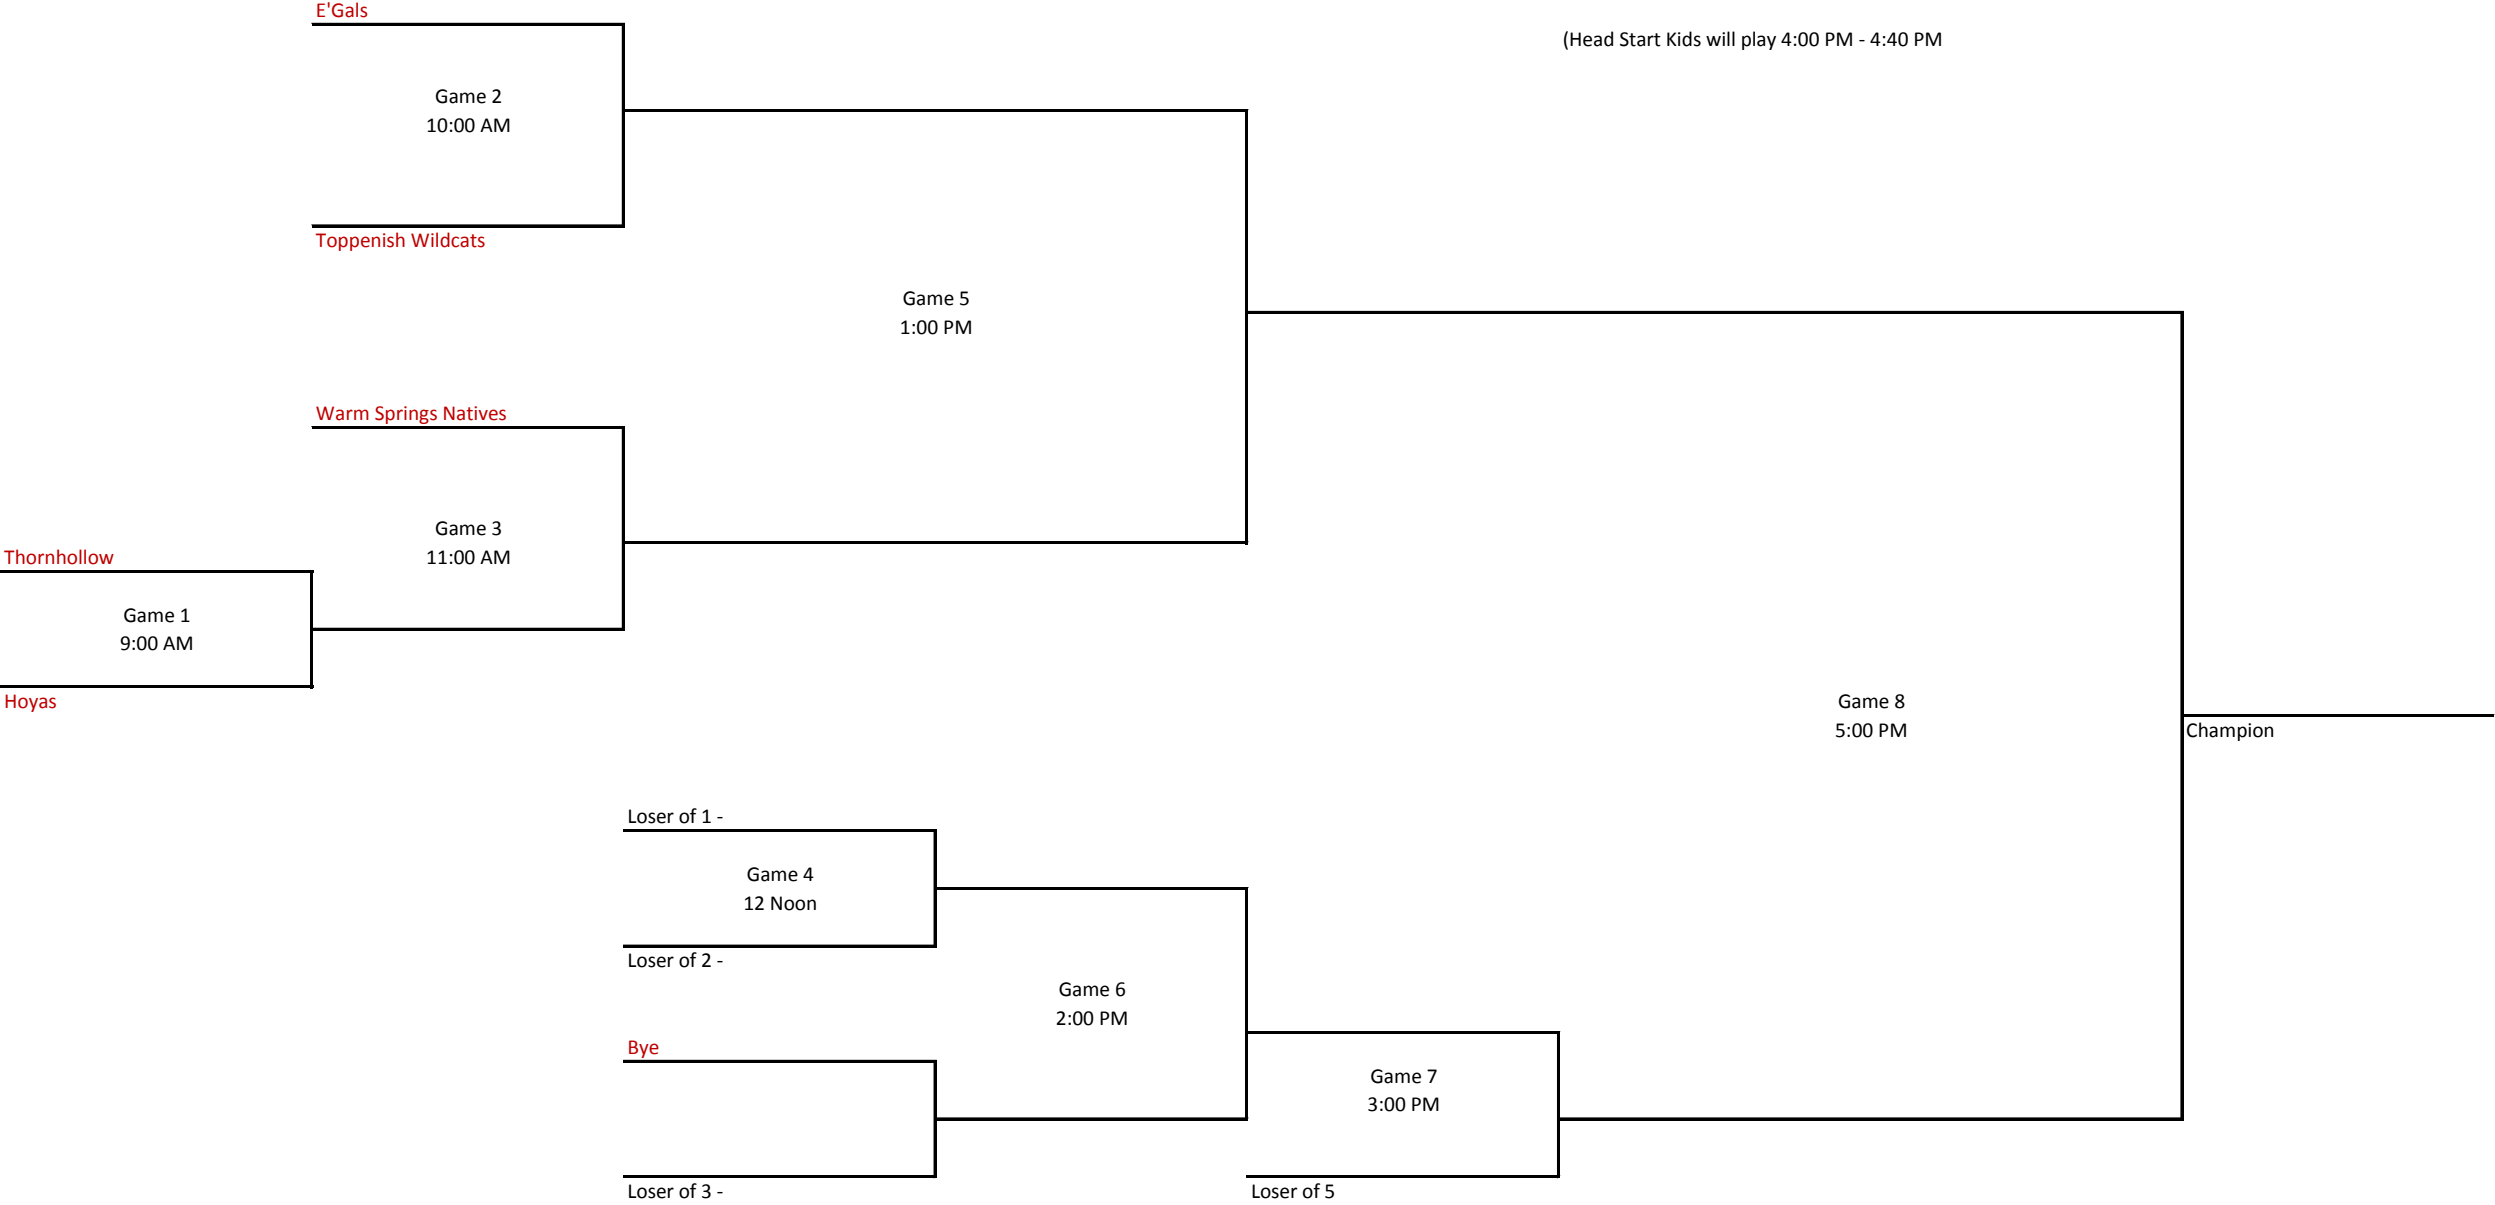 E'Gals
(Head Start Kids will play 4:00 PM - 4:40 PM
Game 2
10:00 AM
Toppenish Wildcats
Game 5
1:00 PM
Warm Springs Natives
Game 3
11:00 AM
Thornhollow
Game 1
9:00 AM
Hoyas
Game 8
5:00 PM
Champion
Loser of 1 -
Game 4
12 Noon
Loser of 2 -
Game 6
2:00 PM
Bye
Game 7
3:00 PM
Loser of 3 -
Loser of 5